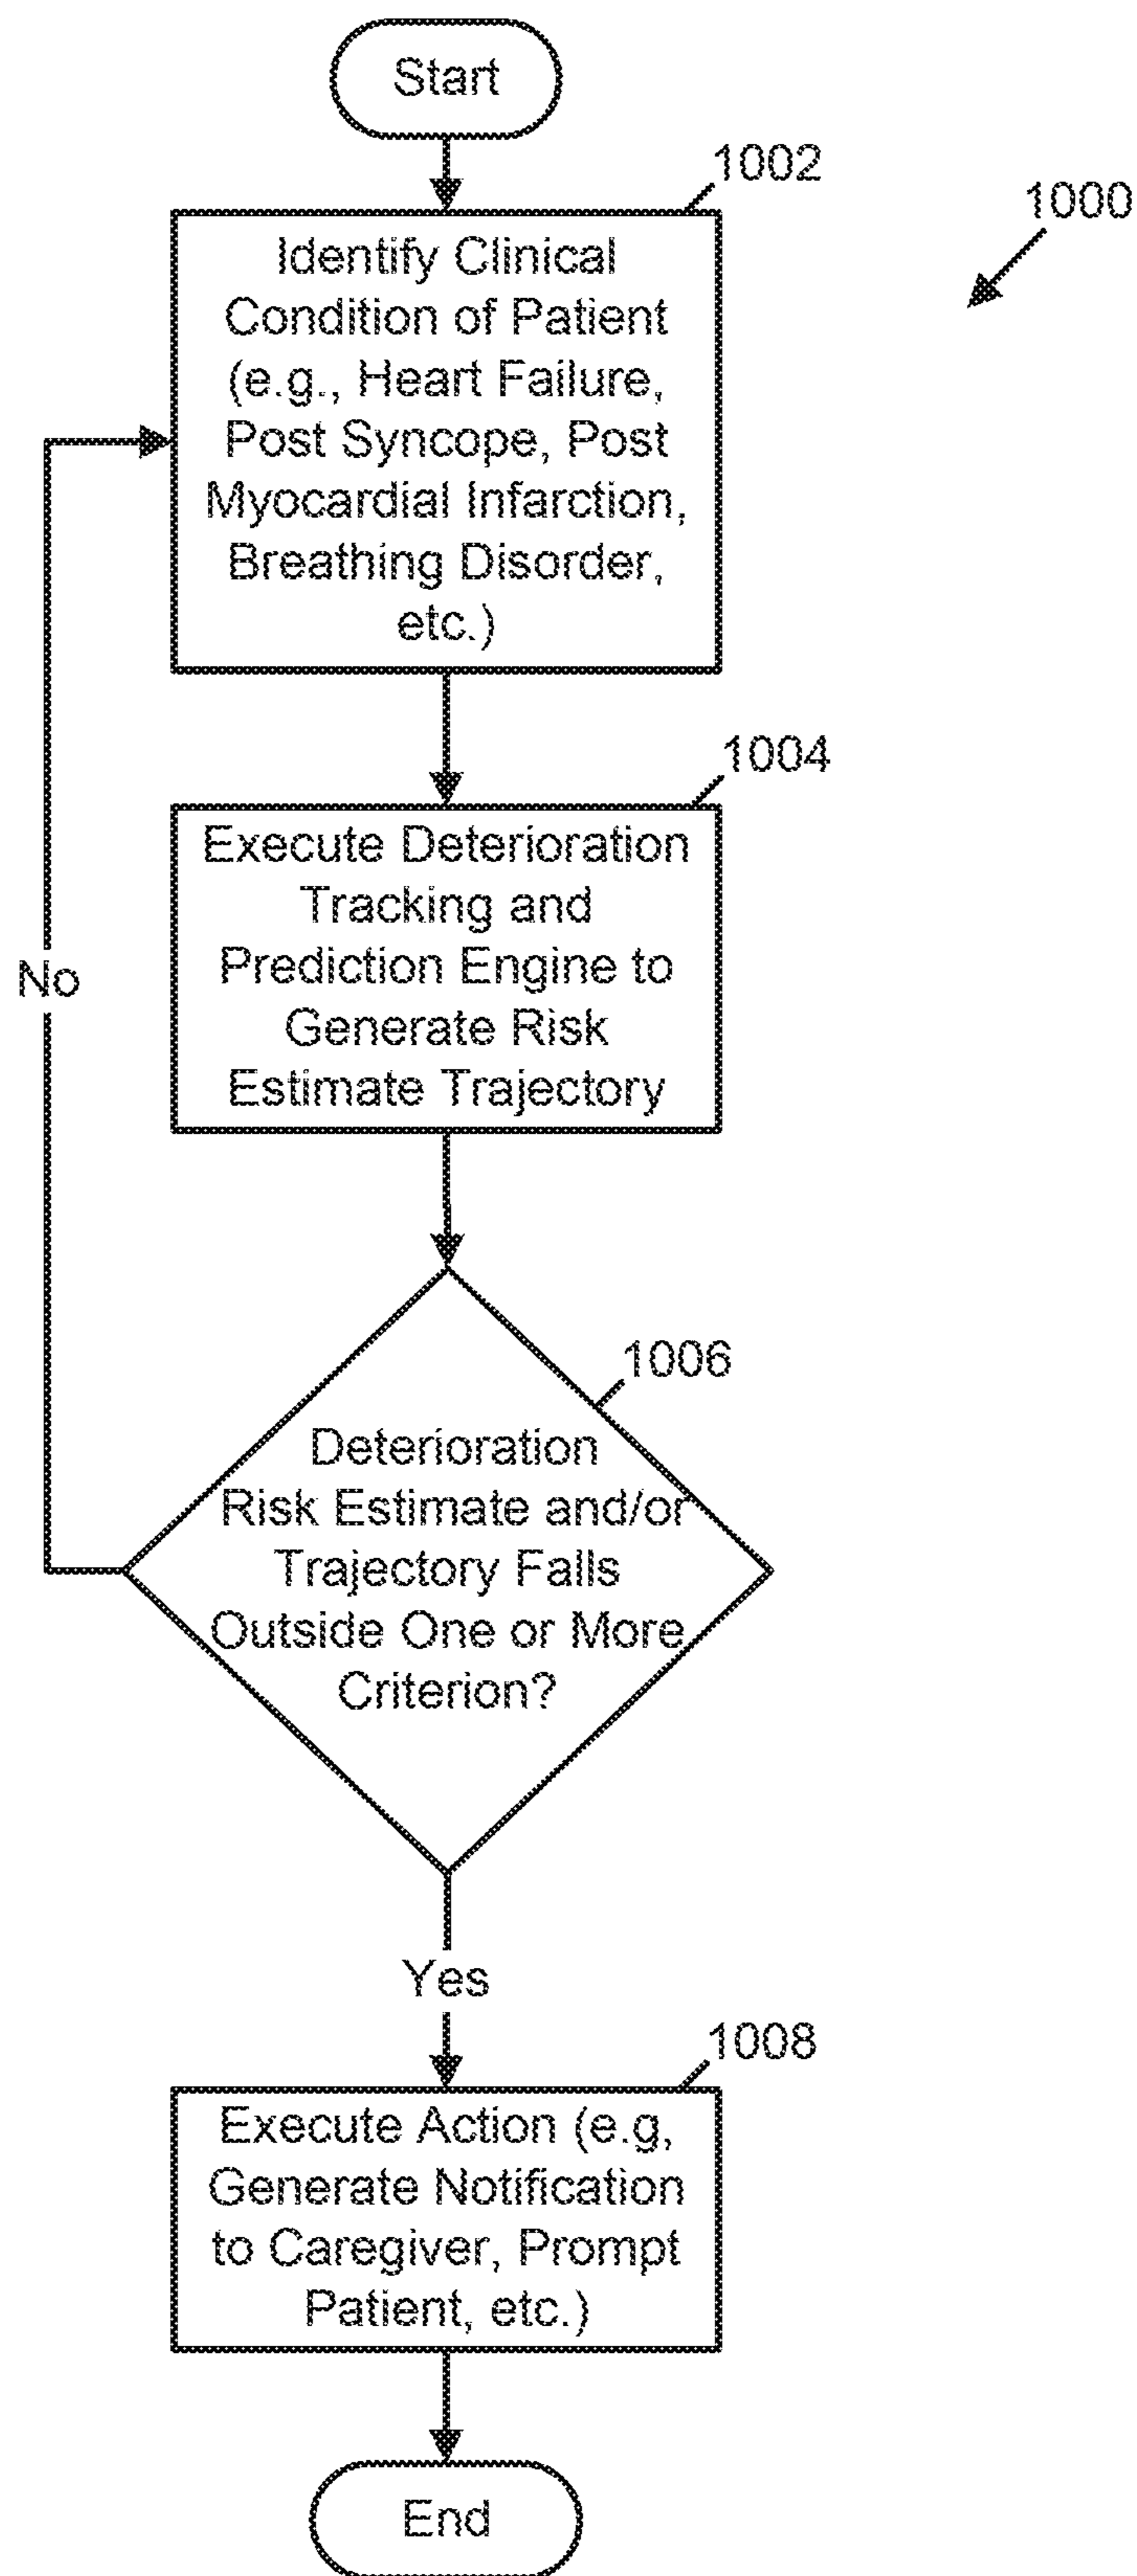 Start
1002
1000
Identify Clinical
Condition of Patient
(e.g., Heart Failure,
Post Syncope, Post
Myocardial Infarction,
Breathing Disorder,
etc.)
1004
Execute Deterioration
Tracking and
Prediction Engine to
Generate Risk
Estimate Trajectory
No
1006
Deterioration
Risk Estimate and/or
Trajectory Falls
Outside One or More
Criterion?
Yes
1008
Execute Action (e.g,
Generate Notification
to Caregiver, Prompt
Patient, etc.)
End